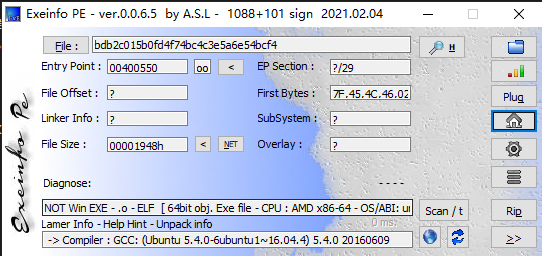 Exeinfo PE - ver.0.0.6.5 by A.S.L - 1088+101 sign 2021.02.04
File : bdb2c015b0fd4f74bc4c3e5a6e54bcf4 H
Entry Point : 00400550 oo < EP Section : ?/29
File Offset : ? First Bytes : 7F.45.4C.46.02
Linker Info : ? SubSystem : ? Plug
File Size : 00001948h < NET Overlay : ?
Diagnose: ----
NOT Win EXE - .o - ELF [ 64bit obj. Exe file - CPU : AMD x86-64 - OS/ABI: Scan / t Rip
Lamer Info - Help Hint - Unpack info 0 ms.
-> Compiler : GCC: (Ubuntu 5.4.0-6ubuntu1~16.04.4) 5.4.0 20160609 >>
Exeinfo Pe